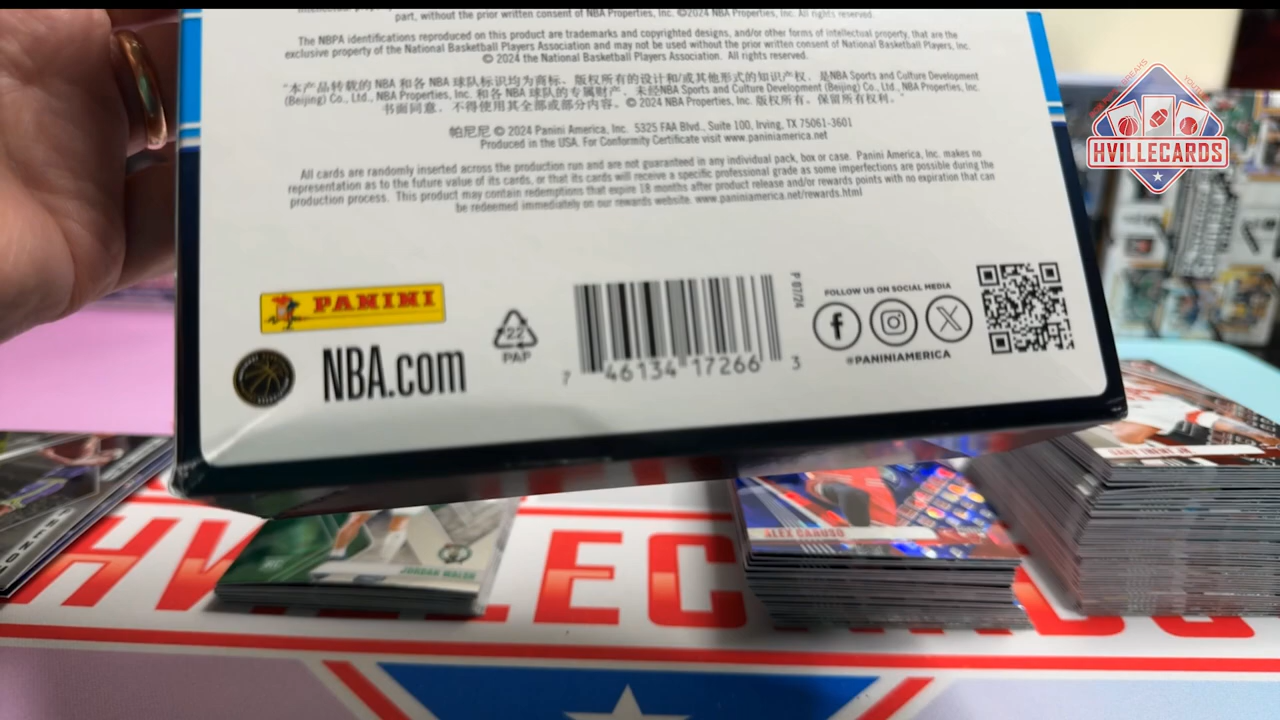 part, without the prior written consent of NBA Properties, Inc. ©2024 NBA Properties, Inc. All rights reserved.
The NBPA identifications reproduced on this product are trademarks and copyrighted designs, and/or other forms of intellectual property, that are the
exclusive property of the National Basketball Players Association and may not be used without the prior written consent of National Basketball Players, Inc.
© 2024 the National Basketball Players Association. All rights reserved.
"本产品转载的 NBA 和各 NBA 球队标识均为商标、版权所有的设计和/或其他形式的知识产权, 是NBA Sports and Culture Development
(Beijing) Co., Ltd., NBA Properties, Inc. 和各 NBA 球队的专属财产, 未经NBA Sports and Culture Development (Beijing) Co., Ltd., NBA Properties, Inc.
书面同意, 不得使用其全部或部分内容。© 2024 NBA Properties, Inc. 版权所有, 保留所有权利。"
帕尼尼 © 2024 Panini America, Inc. 5325 FAA Blvd., Suite 100, Irving, TX 75061-3601
Produced in the USA. For Conformity Certificate visit www.paniniamerica.net
All cards are randomly inserted across the production run and are not guaranteed in any individual pack, box or case. Panini America, Inc. makes no
representation as to the future value of its cards, or that its cards will receive a specific professional grade as some imperfections are possible during the
production process. This product may contain redemptions that expire 18 months after product release and/or rewards points with no expiration that can
be redeemed immediately on our rewards website. www.paniniamerica.net/rewards.html
PANINI
NBA.com
22
PAP
7 46134 17266 3
P 07/24
FOLLOW US ON SOCIAL MEDIA
@PANINIAMERICA
HVILLECARDS
JORDAN WALSH
ALEX CARUSO
HVILLECARDS